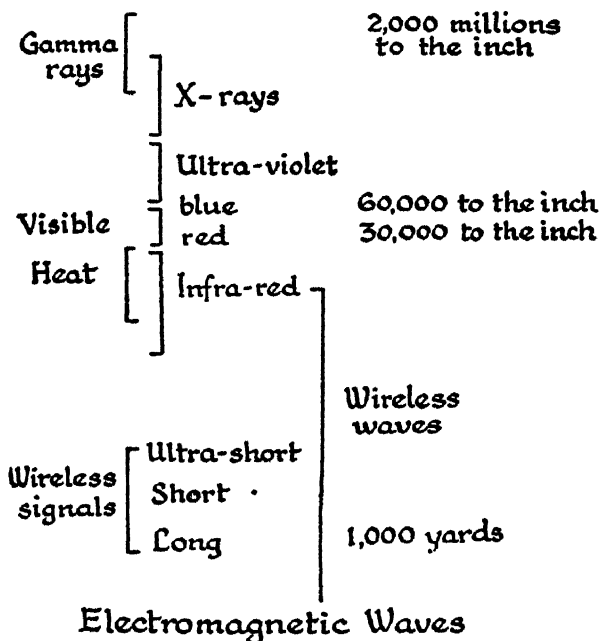 Gamma
rays
2,000 millions
to the inch
X-rays
Ultra-violet
Visible
blue
60,000 to the inch
red
30,000 to the inch
Heat
Infra-red
Wireless
waves
Wireless
signals
Ultra-short
Short
Long
1,000 yards
Electromagnetic Waves